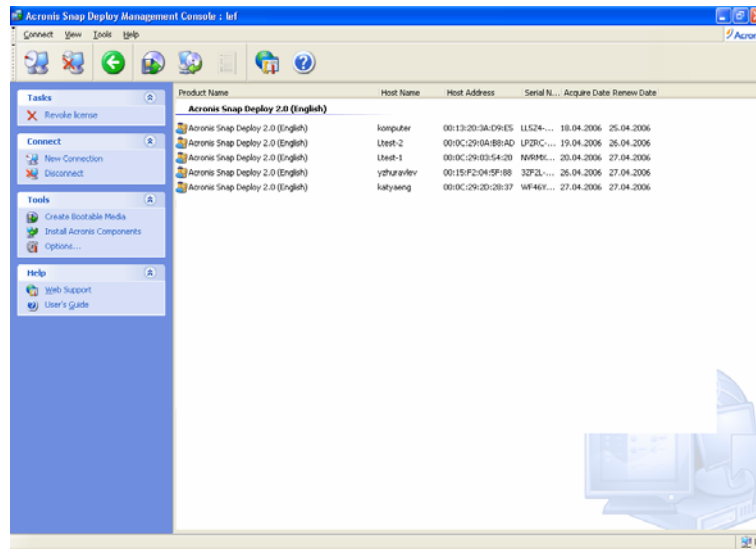 Acronis Snap Deploy Management Console : lef
Connect View Tools Help
Acron
Tasks
Revoke license
Connect
New Connection
Disconnect
Tools
Create Bootable Media
Install Acronis Components
Options...
Help
Web Support
User's Guide
Product Name Host Name Host Address Serial N... Acquire Date Renew Date
Acronis Snap Deploy 2.0 (English)
Acronis Snap Deploy 2.0 (English) komputer 00:13:20:3A:D9:E5 LLSZ4-... 18.04.2006 25.04.2006
Acronis Snap Deploy 2.0 (English) Ltest-2 00:0C:29:0A:B8:AD LPZRC-... 19.04.2006 26.04.2006
Acronis Snap Deploy 2.0 (English) Ltest-1 00:0C:29:03:54:20 NVRMX... 20.04.2006 27.04.2006
Acronis Snap Deploy 2.0 (English) yzhuravlev 00:15:F2:04:5F:88 3ZF2L-... 26.04.2006 27.04.2006
Acronis Snap Deploy 2.0 (English) katyaeng 00:0C:29:2D:28:37 WF46Y... 27.04.2006 27.04.2006